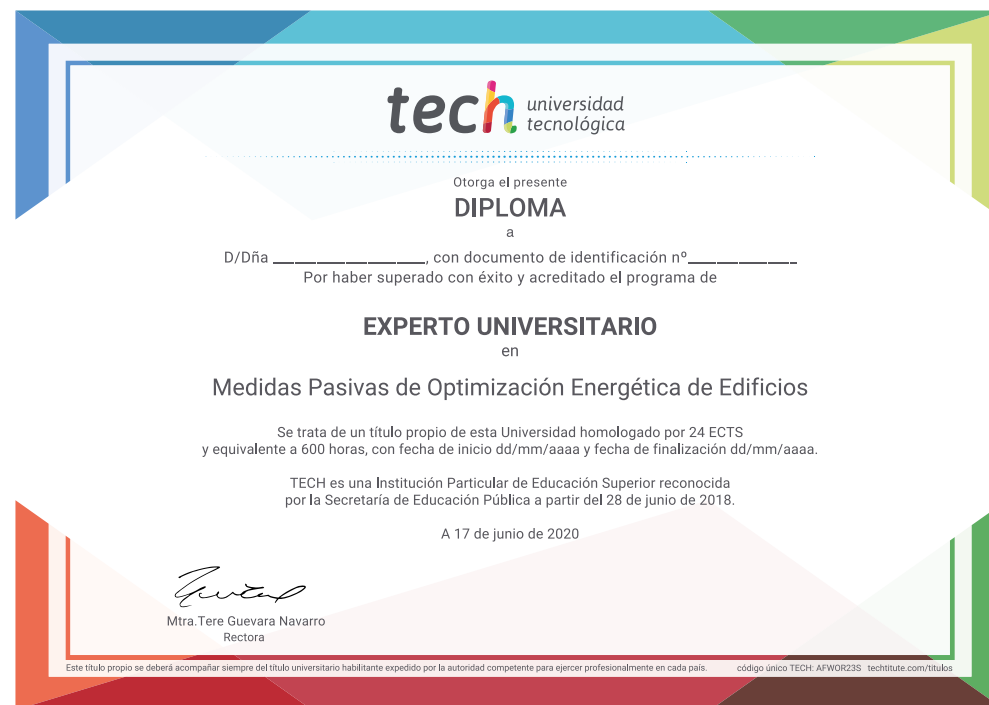 tech universidad
tecnológica
Otorga el presente
DIPLOMA
a
D/Dña ____________________, con documento de identificación nº______________
Por haber superado con éxito y acreditado el programa de
EXPERTO UNIVERSITARIO
en
Medidas Pasivas de Optimización Energética de Edificios
Se trata de un título propio de esta Universidad homologado por 24 ECTS
y equivalente a 600 horas, con fecha de inicio dd/mm/aaaa y fecha de finalización dd/mm/aaaa.
TECH es una Institución Particular de Educación Superior reconocida
por la Secretaría de Educación Pública a partir del 28 de junio de 2018.
A 17 de junio de 2020
Mtra.Tere Guevara Navarro
Rectora
Este título propio se deberá acompañar siempre del título universitario habilitante expedido por la autoridad competente para ejercer profesionalmente en cada país. código único TECH: AFWOR23S techtitute.com/titulos